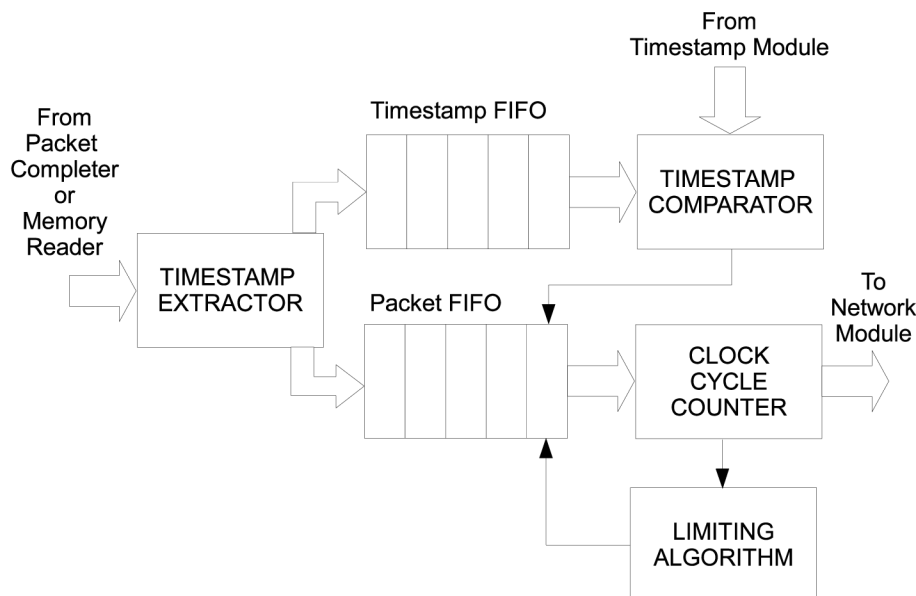 From
Timestamp Module
From
Packet
Completer
or
Memory
Reader
Timestamp FIFO
TIMESTAMP
COMPARATOR
TIMESTAMP
EXTRACTOR
Packet FIFO
CLOCK
CYCLE
COUNTER
To
Network
Module
LIMITING
ALGORITHM